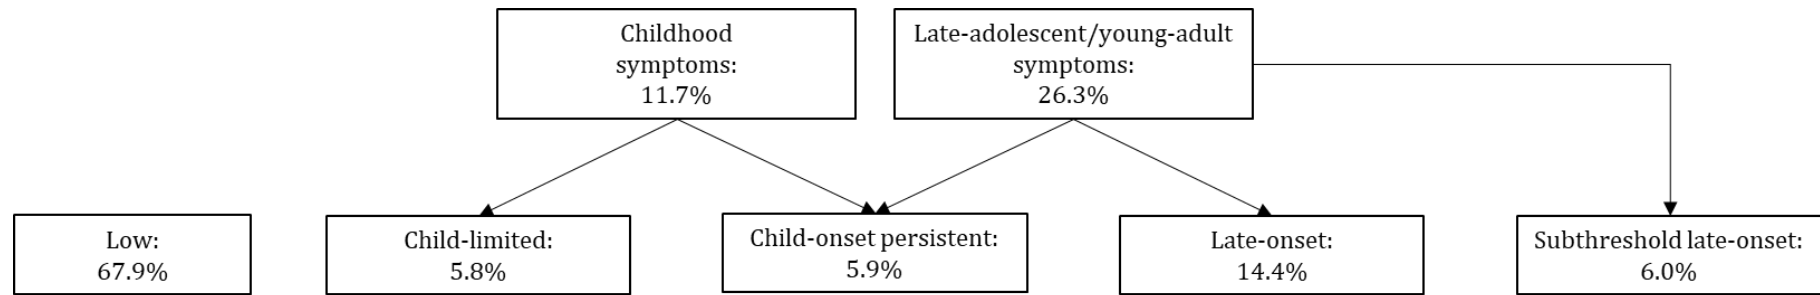 Childhood
symptoms:
11.7%
Late-adolescent/young-adult
symptoms:
26.3%
Low:
67.9%
Child-limited:
5.8%
Child-onset persistent:
5.9%
Late-onset:
14.4%
Subthreshold late-onset:
6.0%